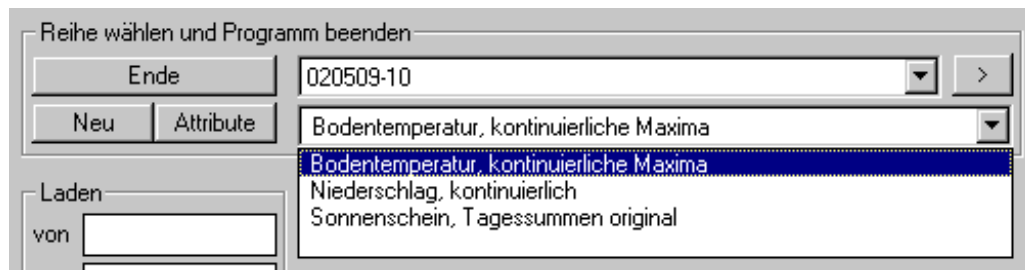 Reihe wählen und Programm beenden
Ende
020509-10
>
Neu
Attribute
Bodentemperatur, kontinuierliche Maxima
Bodentemperatur, kontinuierliche Maxima
Niederschlag, kontinuierlich
Sonnenschein, Tagessummen original
Laden
von